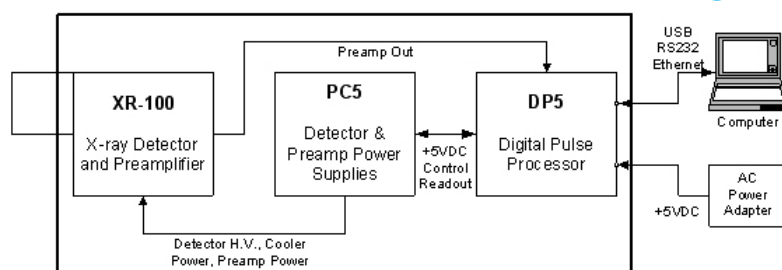 Preamp Out
XR-100
X-ray Detector
and Preamplifier
PC5
Detector &
Preamp Power
Supplies
+5VDC
Control
Readout
DP5
Digital Pulse
Processor
USB
RS232
Ethernet
Computer
+5VDC
AC
Power
Adapter
Detector H.V., Cooler
Power, Preamp Power